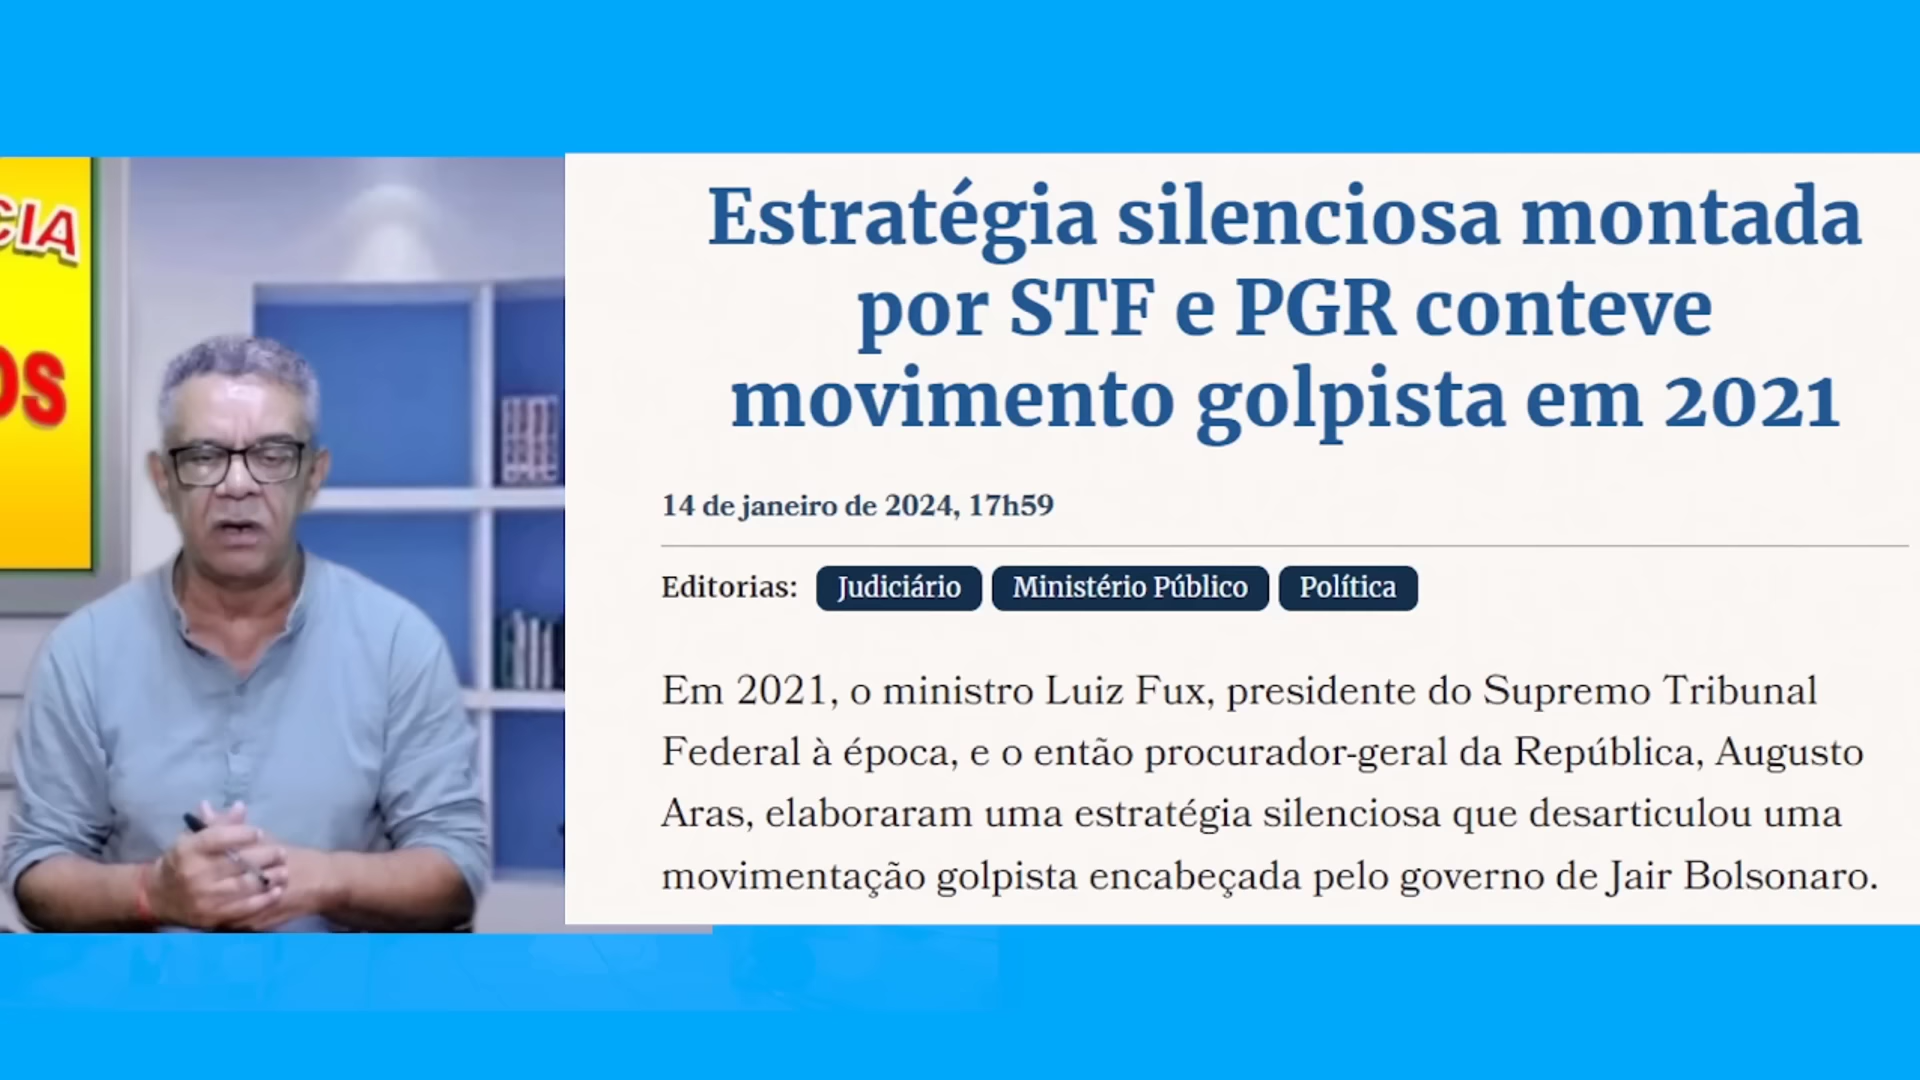 CIA
OS
Estratégia silenciosa montada
por STF e PGR conteve
movimento golpista em 2021
14 de janeiro de 2024, 17h59
Editorias: Judiciário Ministério Público Política
Em 2021, o ministro Luiz Fux, presidente do Supremo Tribunal
Federal à época, e o então procurador-geral da República, Augusto
Aras, elaboraram uma estratégia silenciosa que desarticulou uma
movimentação golpista encabeçada pelo governo de Jair Bolsonaro.